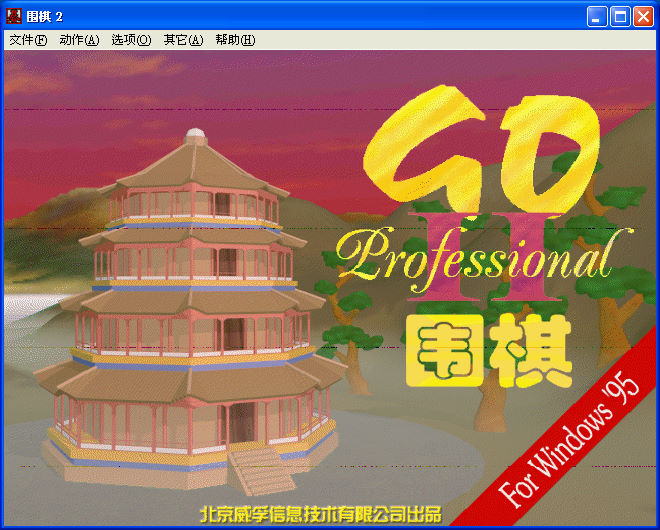 围棋 2
文件(F) 动作(A) 选项(O) 其它(A) 帮助(H)
GO
II
Professional
围棋
For Windows '95
北京威孚信息技术有限公司出品